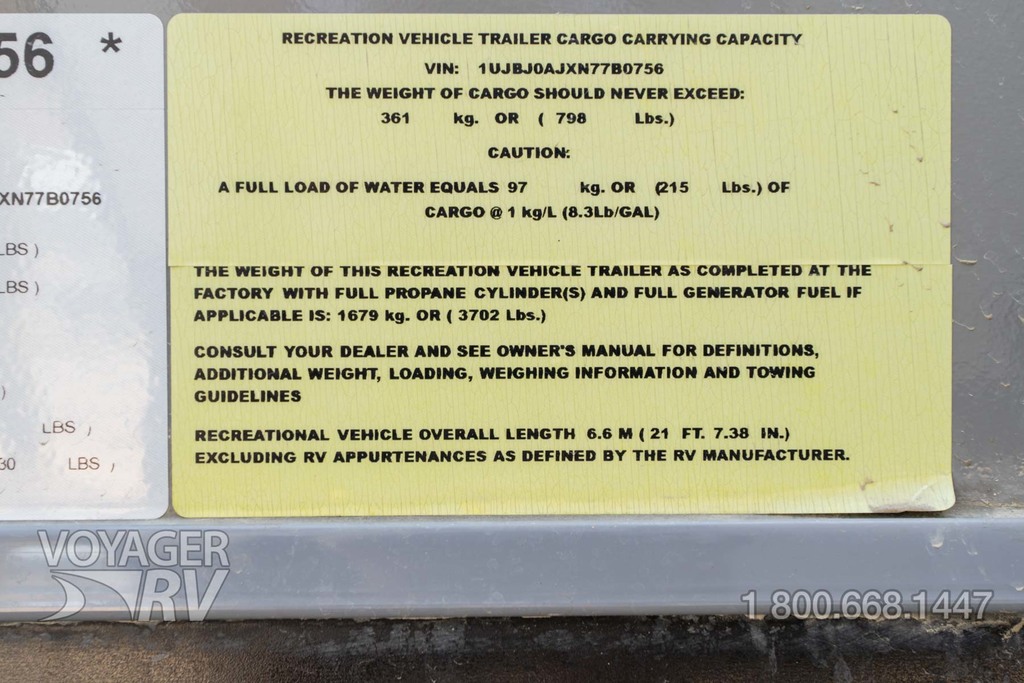 56 *
XN77B0756
LBS )
LBS )
)
LBS )
30 LBS )
RECREATION VEHICLE TRAILER CARGO CARRYING CAPACITY
VIN: 1UJBJ0AJXN77B0756
THE WEIGHT OF CARGO SHOULD NEVER EXCEED:
361 kg. OR ( 798 Lbs.)
CAUTION:
A FULL LOAD OF WATER EQUALS 97 kg. OR (215 Lbs.) OF
CARGO @ 1 kg/L (8.3Lb/GAL)
THE WEIGHT OF THIS RECREATION VEHICLE TRAILER AS COMPLETED AT THE
FACTORY WITH FULL PROPANE CYLINDER(S) AND FULL GENERATOR FUEL IF
APPLICABLE IS: 1679 kg. OR ( 3702 Lbs.)
CONSULT YOUR DEALER AND SEE OWNER'S MANUAL FOR DEFINITIONS,
ADDITIONAL WEIGHT, LOADING, WEIGHING INFORMATION AND TOWING
GUIDELINES
RECREATIONAL VEHICLE OVERALL LENGTH 6.6 M ( 21 FT. 7.38 IN.)
EXCLUDING RV APPURTENANCES AS DEFINED BY THE RV MANUFACTURER.
VOYAGER
RV
1 800.668.1447